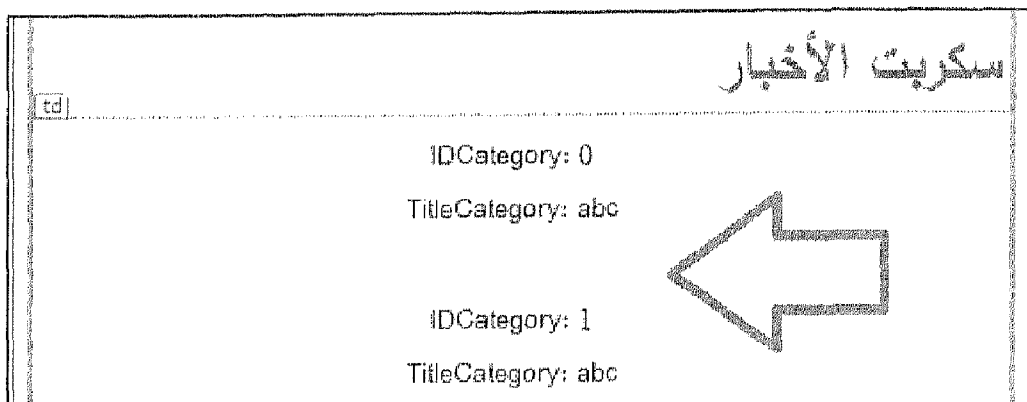 سكربت الأخبار
td
IDCategory: 0
TitleCategory: abc
IDCategory: 1
TitleCategory: abc